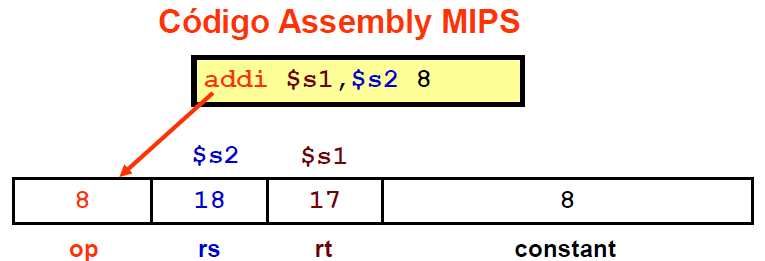 Código Assembly MIPS
addi $s1,$s2 8
$s2 $s1
8 18 17 8
op rs rt constant